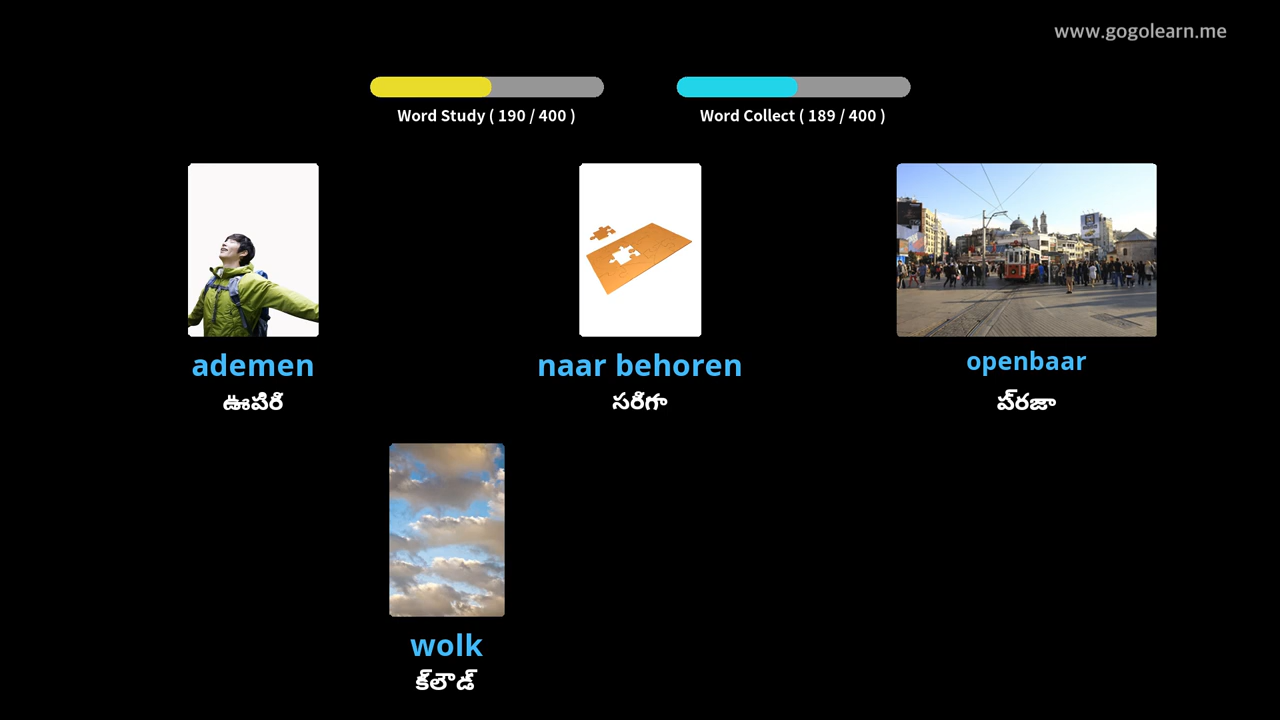 www.gogolearn.me
Word Study ( 190 / 400 )
Word Collect ( 189 / 400 )
ademen
ఊపిరి
naar behoren
సరిగా
openbaar
ప్రజా
wolk
క్లౌడ్